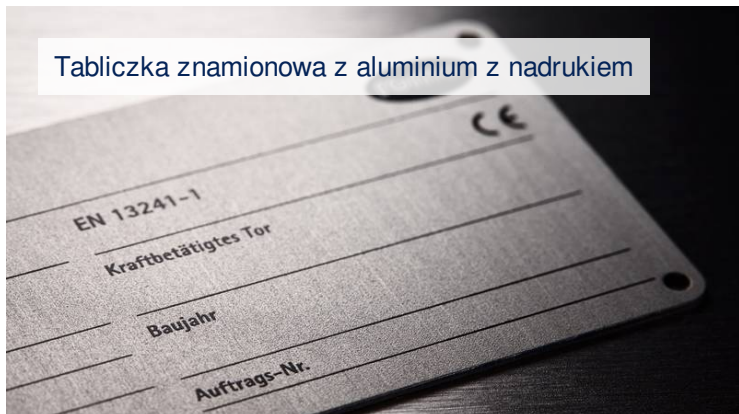 Tabliczka znamionowa z aluminium z nadrukiem
CE
EN 13241-1
Kraftbetätigtes Tor
Baujahr
Auftrags-Nr.